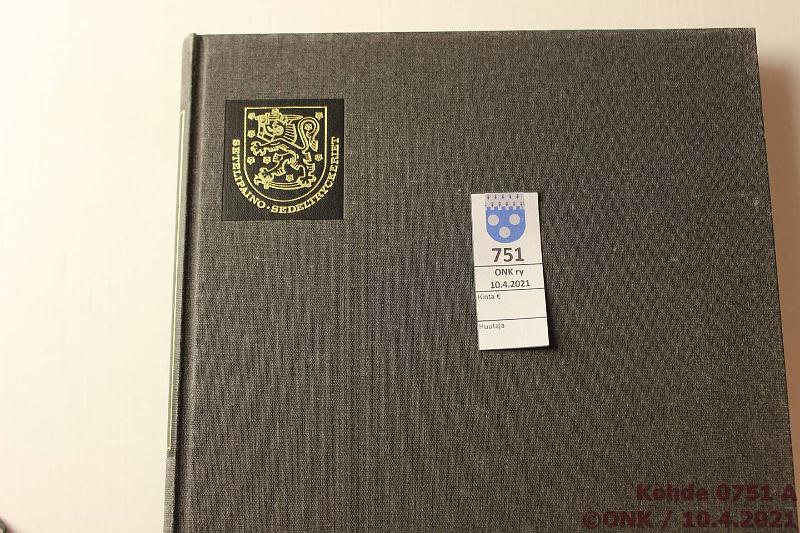 SETELIPAINO · SEDELTRYCKERIET
751
ONK ry
10.4.2021
Hinta €
Huutaja
Kohde 0751 A
©ONK / 10.4.2021